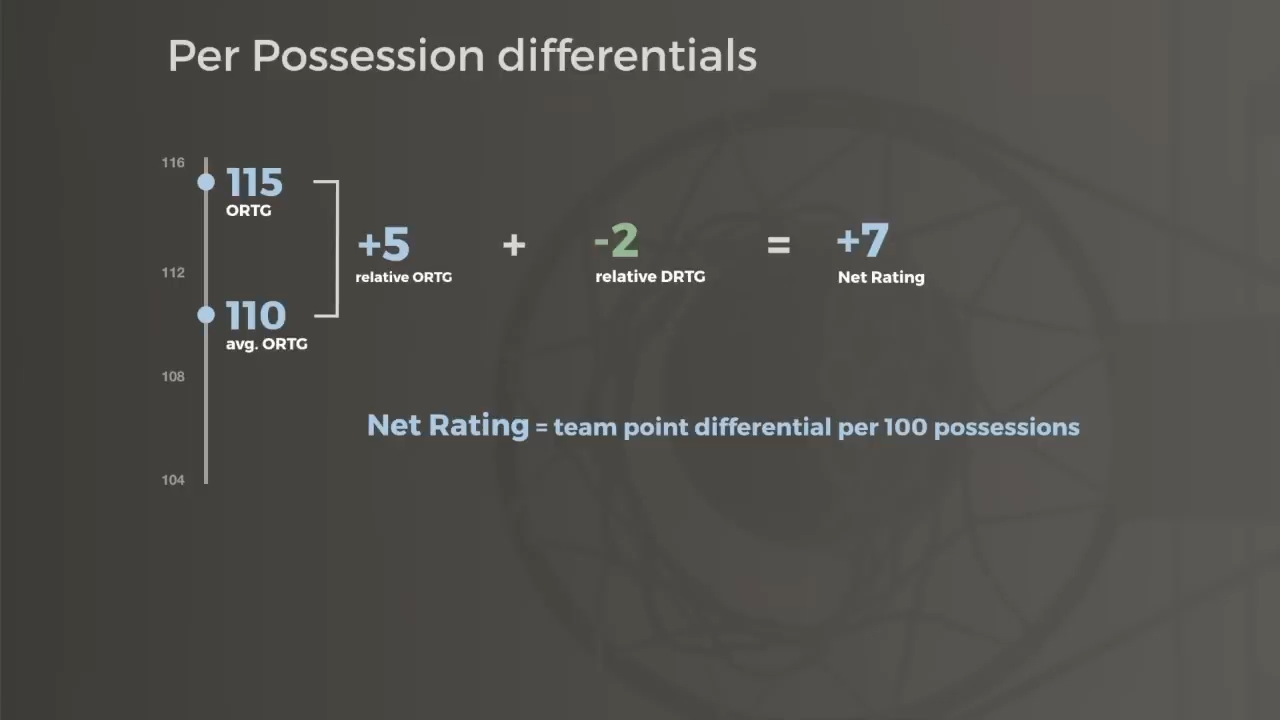 Per Possession differentials
116
115
ORTG
112
110
avg. ORTG
108
104
+5
relative ORTG
+
-2
relative DRTG
=
+7
Net Rating
Net Rating = team point differential per 100 possessions